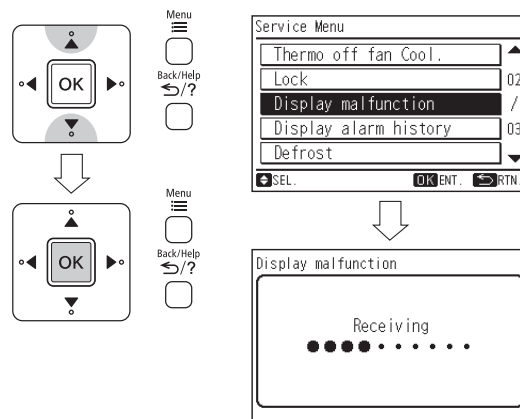 Menu
OK
Back/Help
/?
Menu
OK
Back/Help
/?
Service Menu
Thermo off fan Cool.
Lock
02
Display malfunction
/
Display alarm history
03
Defrost
SEL.
OK ENT.
RTN.
Display malfunction
Receiving